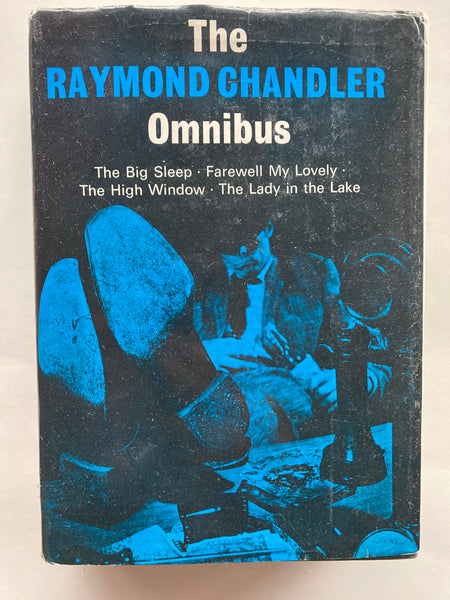 The
RAYMOND CHANDLER
Omnibus
The Big Sleep · Farewell My Lovely ·
The High Window · The Lady in the Lake